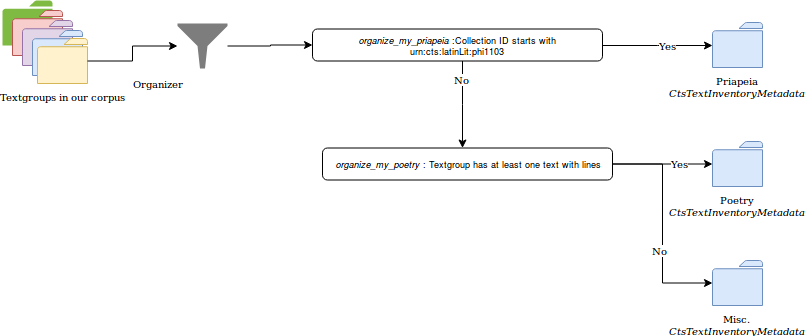 organize_my_priapeia :Collection ID starts with
urn:cts:latinLit:phi1103
Yes
No
Organizer
Textgroups in our corpus
Priapeia
CtsTextInventoryMetadata
organize_my_poetry : Textgroup has at least one text with lines
Yes
Poetry
CtsTextInventoryMetadata
No
Misc.
CtsTextInventoryMetadata